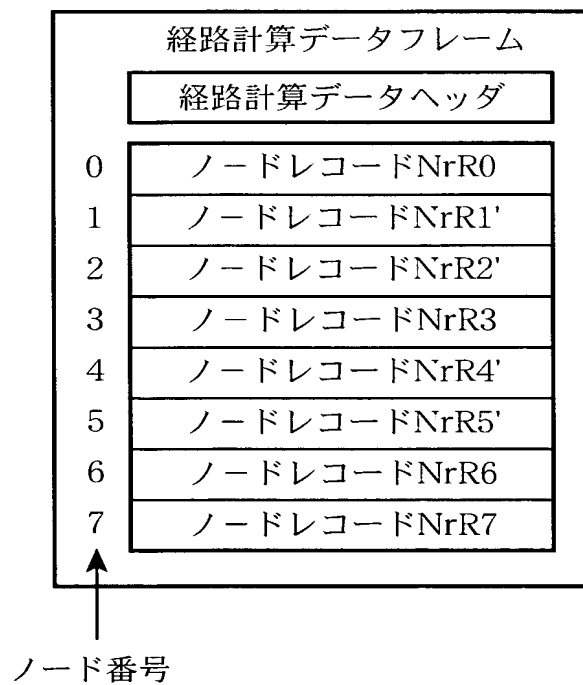 経路計算データフレーム
経路計算データヘッダ
0 ノードレコードNrR0
1 ノードレコードNrR1'
2 ノードレコードNrR2'
3 ノードレコードNrR3
4 ノードレコードNrR4'
5 ノードレコードNrR5'
6 ノードレコードNrR6
7 ノードレコードNrR7
ノード番号